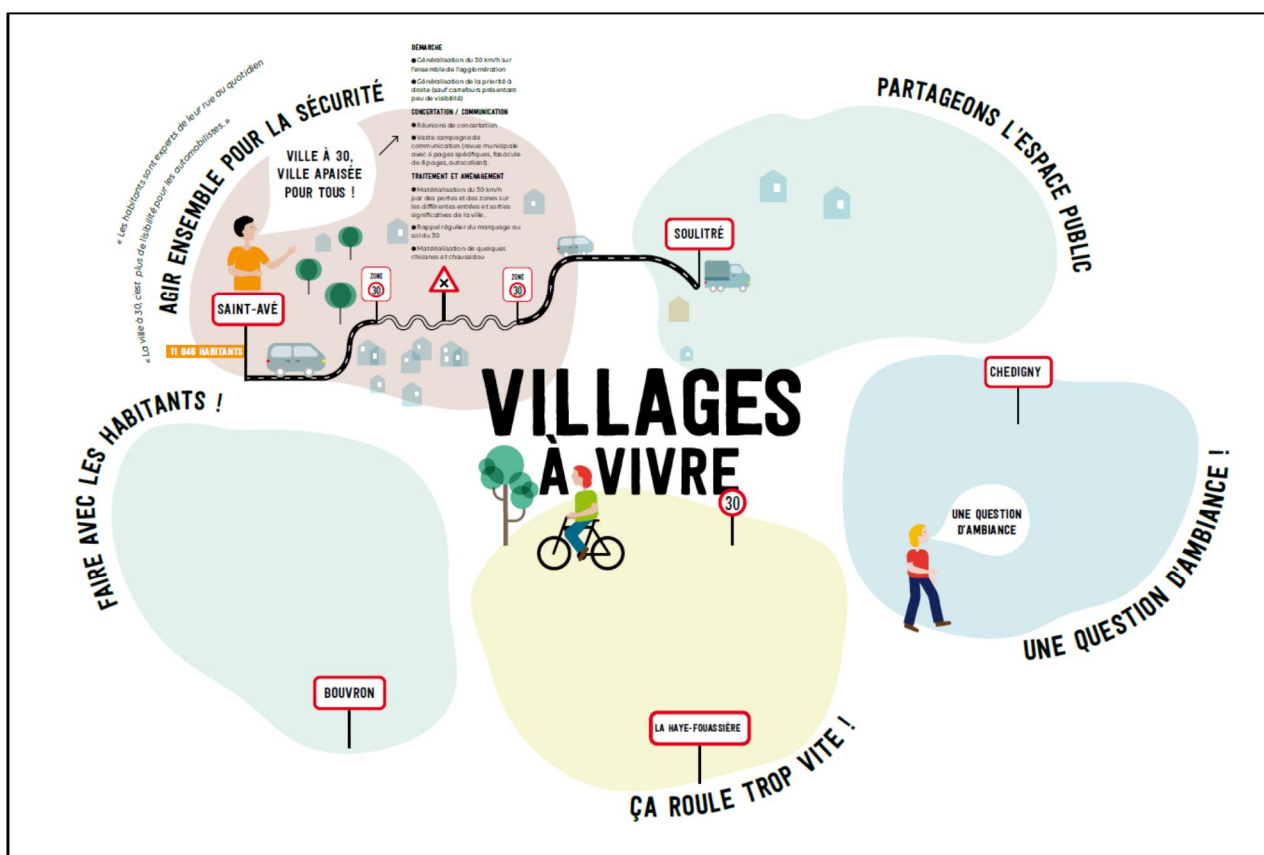 « Les habitants sont experts de leur rue au quotidien
« La ville à 30, c'est plus de lisibilité pour les automobilistes. »
AGIR ENSEMBLE POUR LA SÉCURITÉ
VILLE À 30,
VILLE APAISÉE
POUR TOUS !
DÉMARCHE
● Généralisation du 30 km/h sur
l'ensemble de l'agglomération
● Généralisation de la priorité à
droite (sauf carrefours présentant
peu de visibilité)
CONCERTATION / COMMUNICATION
● Réunions de concertation
● Vaste campagne de
communication (revue municipale
avec 6 pages spécifiques, fascicule
de 8 pages, autocollant)
TRAITEMENT ET AMÉNAGEMENT
● Matérialisation du 30 km/h
par des portes et des zones sur
les différentes entrées et sorties
significatives de la ville.
● Rappel régulier du marquage au
sol du 30
● Matérialisation de quelques
chicanes et chaussidou
ZONE
30
ZONE
30
SAINT-AVÉ
11 046 HABITANTS
PARTAGEONS L'ESPACE PUBLIC
SOULITRÉ
VILLAGES
À VIVRE
30
CHEDIGNY
UNE QUESTION
D'AMBIANCE
UNE QUESTION D'AMBIANCE !
FAIRE AVEC LES HABITANTS !
BOUVRON
LA HAYE-FOUASSIÈRE
ÇA ROULE TROP VITE !